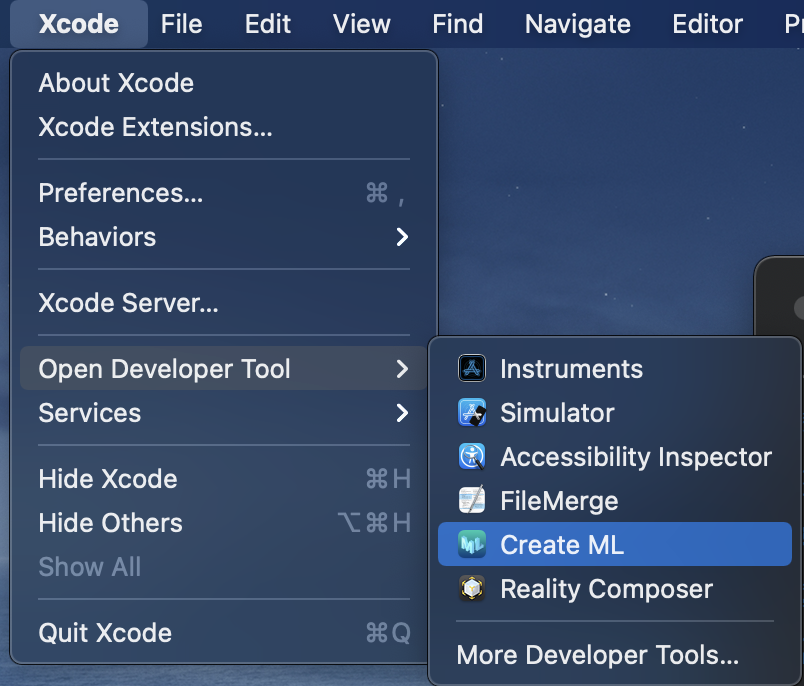 Xcode File Edit View Find Navigate Editor
About Xcode
Xcode Extensions...
Preferences... ⌘ ,
Behaviors
Xcode Server...
Open Developer Tool
Services
Hide Xcode ⌘H
Hide Others ⌥⌘H
Show All
Quit Xcode ⌘Q
Instruments
Simulator
Accessibility Inspector
FileMerge
ML Create ML
Reality Composer
More Developer Tools...